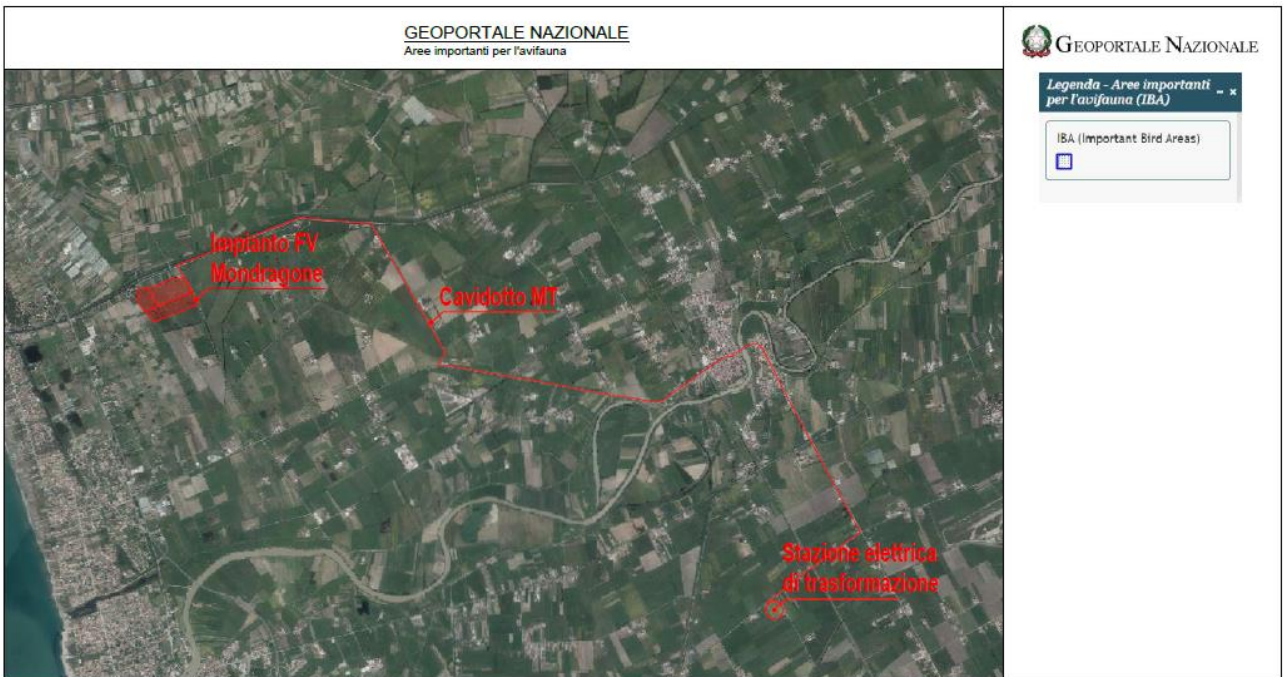 GEOPORTALE NAZIONALE
Aree importanti per l'avifauna
GEOPORTALE NAZIONALE
Legenda - Aree importanti
per l'avifauna (IBA)
- ×
IBA (Important Bird Areas)
Impianto FV
Mondragone
Cavidotto MT
Stazione elettrica
di trasformazione